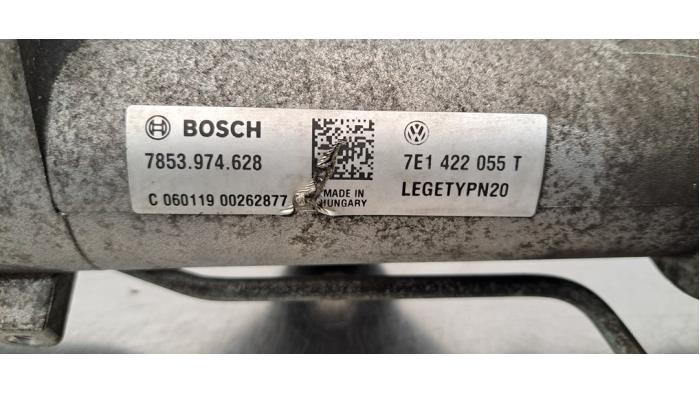 BOSCH
7853.974.628
C 060119 00262877
MADE IN
HUNGARY
7E1 422 055 T
LEGETYPN20